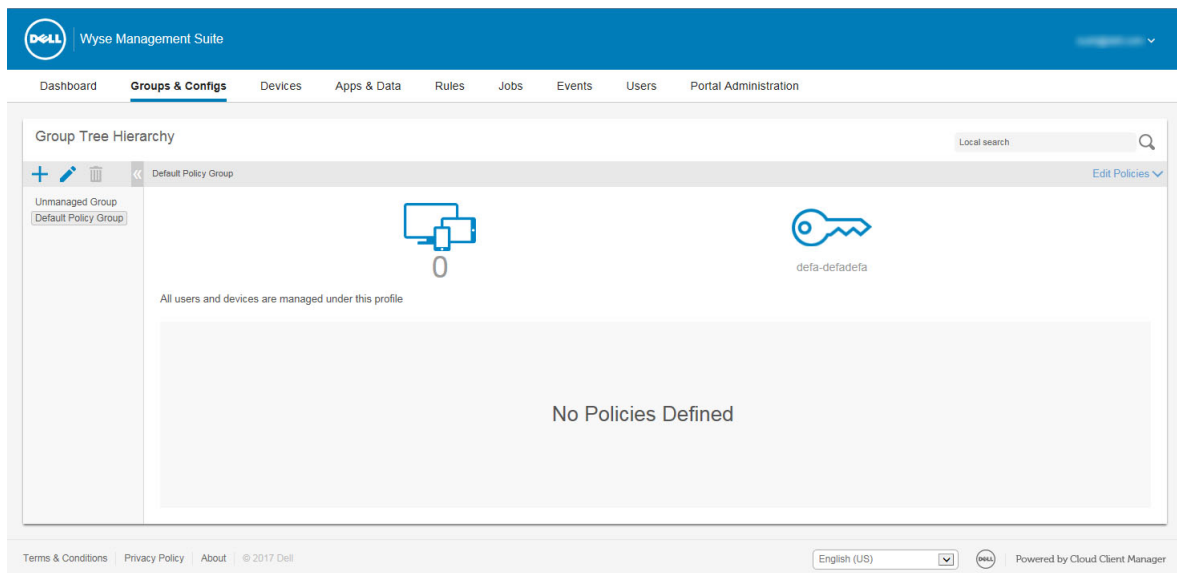 DELL
Wyse Management Suite
Dashboard Groups & Configs Devices Apps & Data Rules Jobs Events Users Portal Administration
Group Tree Hierarchy
Local search
Default Policy Group
Edit Policies
Unmanaged Group
Default Policy Group
0
defa-defadefa
All users and devices are managed under this profile
No Policies Defined
Terms & Conditions Privacy Policy About © 2017 Dell
English (US)
DELL
Powered by Cloud Client Manager